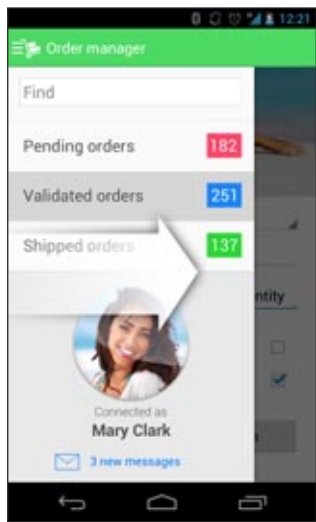 12:21
Order manager
Find
Pending orders 182
Validated orders 251
Shipped orders 137
ntity
Connected as
Mary Clark
3 new messages